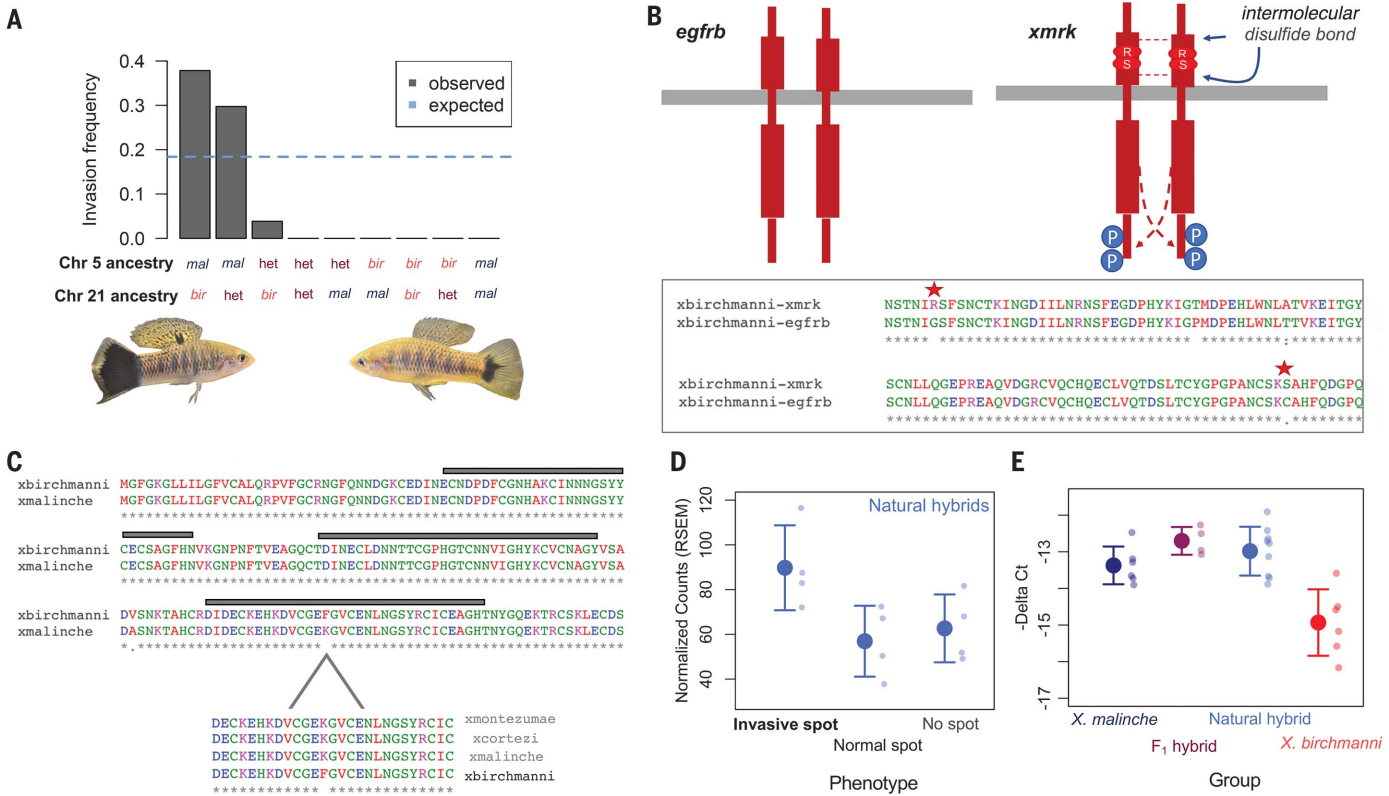 A
Invasion frequency
0.4
0.3
0.2
0.1
0.0
observed
expected
Chr 5 ancestry mal mal het het het bir bir bir mal
Chr 21 ancestry bir het bir het mal mal bir het mal
B
egfrb
xmrk
intermolecular
disulfide bond
R R
S S
P P
P P
xbirchmanni-xmrk NSTNIRSFSNCTKINGDIILNRNSFEGDPHYKIGTMDPEHLWNLATVKEITGY
xbirchmanni-egfrb NSTNIGSFSNCTKINGDIILNRNSFEGDPHYKIGPMDPEHLWNLTTVKEITGY
***** **************************** ********* :********
xbirchmanni-xmrk SCNLLQGEPREAQVDGRCVQCHQECLVQTDSLTCYGPGPANCSKSAHFQDGPQ
xbirchmanni-egfrb SCNLLQGEPREAQVDGRCVQCHQECLVQTDSLTCYGPGPANCSKCAHFQDGPQ
********************************************.********
C
xbirchmanni MGFGKGLLILGFVCALQRPVFGCRNGFQNNDGKCEDINECNDPDFCGNHAKCINNNGSYY
xmalinche MGFGKGLLILGFVCALQRPVFGCRNGFQNNDGKCEDINECNDPDFCGNHAKCINNNGSYY
************************************************************
xbirchmanni CECSAGFHNVKGNPNFTVEAGQCTDINECLDNNTTCGPHGTCNNVIGHYKCVCNAGYVSA
xmalinche CECSAGFHNVKGNPNFTVEAGQCTDINECLDNNTTCGPHGTCNNVIGHYKCVCNAGYVSA
************************************************************
xbirchmanni DVSNKTAHCRDIDECKEHKDVCGEFGVCENLNGSYRCICEAGHTNYGQEKTRCSKLECDS
xmalinche DASNKTAHCRDIDECKEHKDVCGEKGVCENLNGSYRCICEAGHTNYGQEKTRCSKLECDS
*.********************** ***********************************
DECKEHKDVCGEKGVCENLNGSYRCIC xmontezumae
DECKEHKDVCGEKGVCENLNGSYRCIC xcortezi
DECKEHKDVCGEKGVCENLNGSYRCIC xmalinche
DECKEHKDVCGEFGVCENLNGSYRCIC xbirchmanni
************ **************
D
Normalized Counts (RSEM)
120
100
80
60
40
Natural hybrids
Invasive spot
Normal spot
No spot
Phenotype
E
-Delta Ct
-13
-15
-17
X. malinche
F1 hybrid
Natural hybrid
X. birchmanni
Group